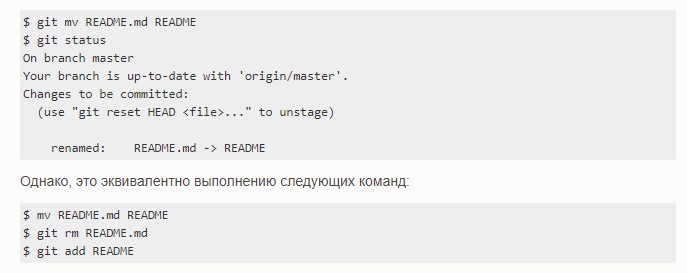 $ git mv README.md README
$ git status
On branch master
Your branch is up-to-date with 'origin/master'.
Changes to be committed:
  (use "git reset HEAD <file>..." to unstage)

    renamed:    README.md -> README
Однако, это эквивалентно выполнению следующих команд:
$ mv README.md README
$ git rm README.md
$ git add README